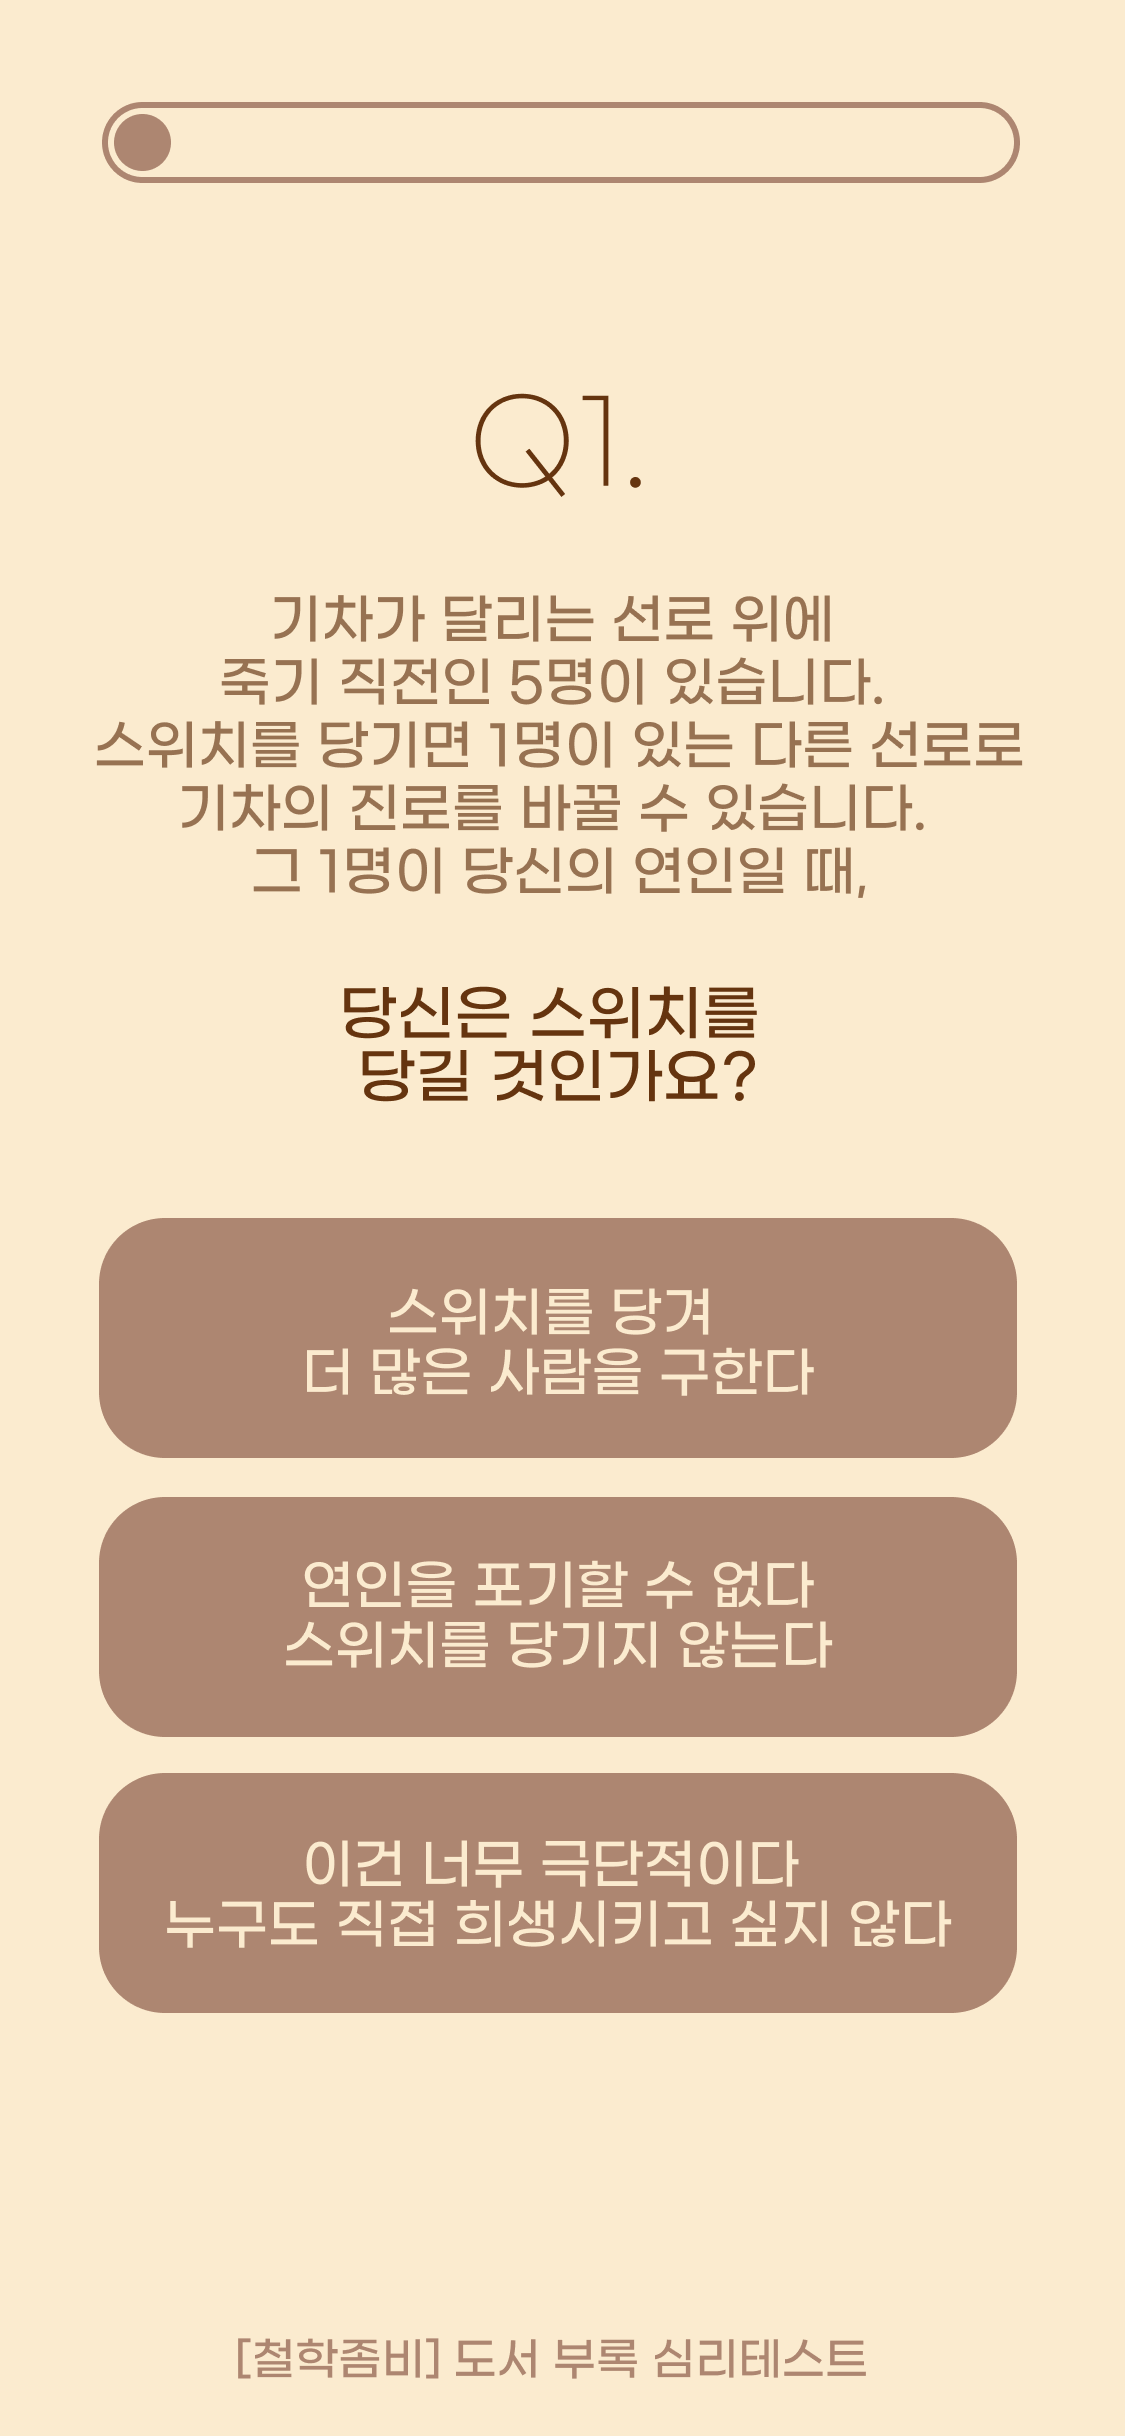 Q1.
기차가 달리는 선로 위에
죽기 직전인 5명이 있습니다.
스위치를 당기면 1명이 있는 다른 선로로
기차의 진로를 바꿀 수 있습니다.
그 1명이 당신의 연인일 때,
당신은 스위치를
당길 것인가요?
스위치를 당겨
더 많은 사람을 구한다
연인을 포기할 수 없다
스위치를 당기지 않는다
이건 너무 극단적이다
누구도 직접 희생시키고 싶지 않다
[철학좀비] 도서 부록 심리테스트